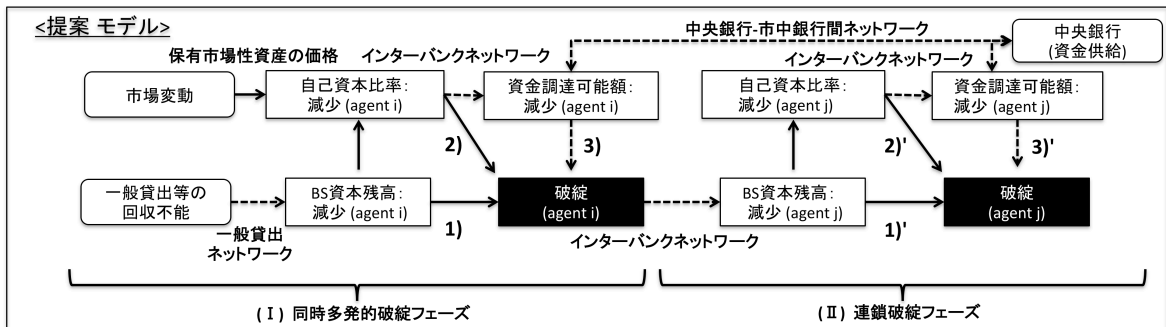 <提案 モデル>
中央銀行-市中銀行間ネットワーク
中央銀行
(資金供給)
保有市場性資産の価格
インターバンクネットワーク
インターバンクネットワーク
市場変動
自己資本比率:
減少 (agent i)
資金調達可能額:
減少 (agent i)
自己資本比率:
減少 (agent j)
資金調達可能額:
減少 (agent j)
2)
3)
2)'
3)'
一般貸出等の
回収不能
BS資本残高:
減少 (agent i)
破綻
(agent i)
BS資本残高:
減少 (agent j)
破綻
(agent j)
一般貸出
ネットワーク
1)
インターバンクネットワーク
1)'
(Ⅰ) 同時多発的破綻フェーズ
(Ⅱ) 連鎖破綻フェーズ